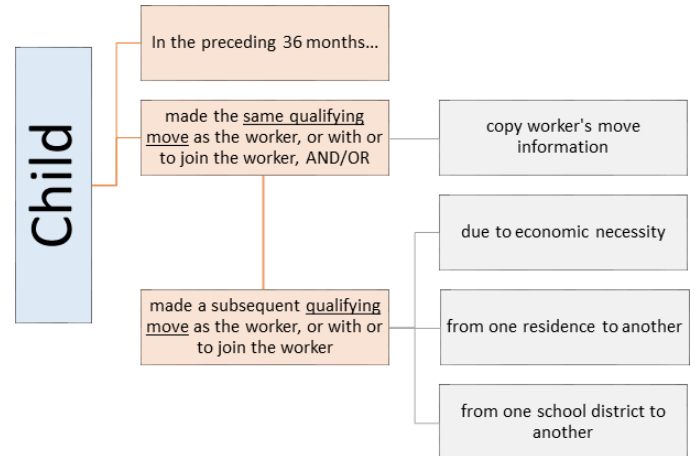 Child
In the preceding 36 months...
made the same qualifying
move as the worker, or with or
to join the worker, AND/OR
copy worker's move
information
made a subsequent qualifying
move as the worker, or with or
to join the worker
due to economic necessity
from one residence to another
from one school district to
another